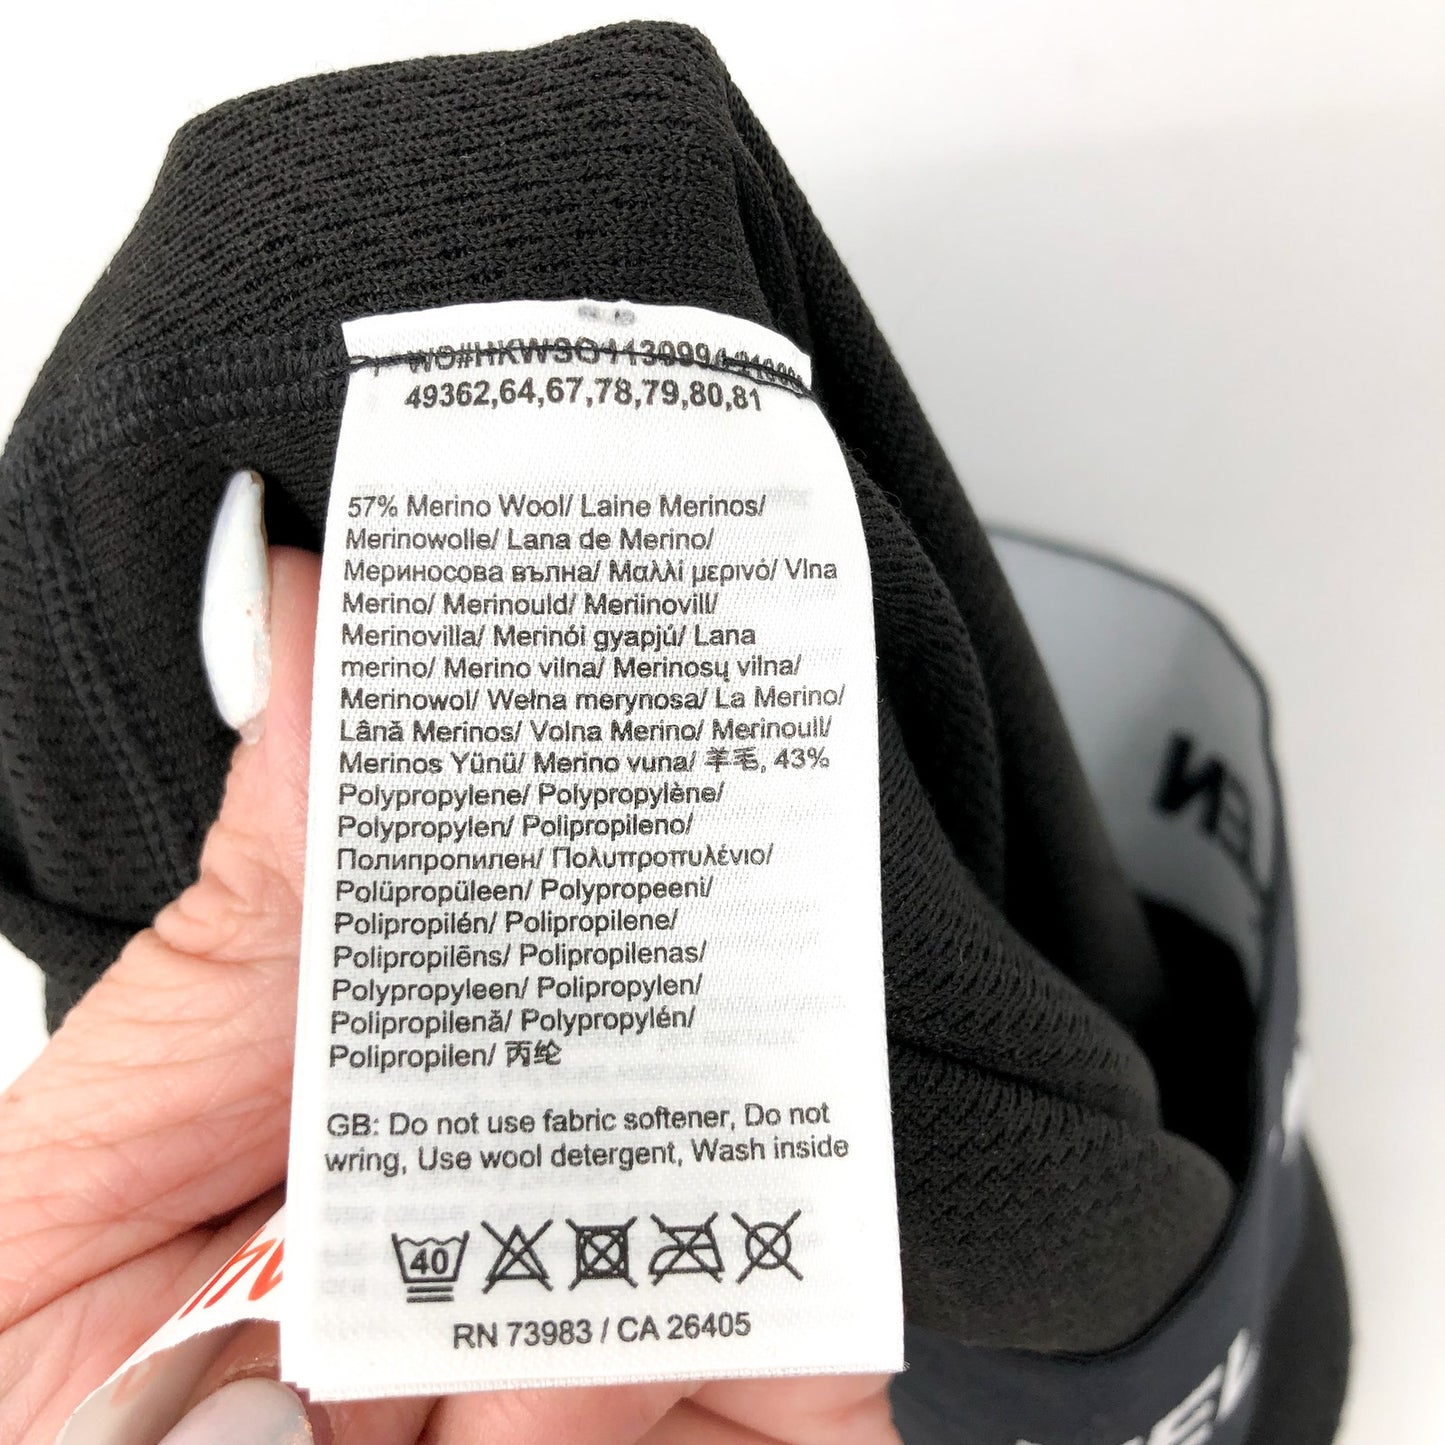 49362,64,67,78,79,80,81
57% Merino Wool/ Laine Merinos/
Merinowolle/ Lana de Merino/
Мериносова вълна/ Μαλλί μερινό/ Vlna
Merino/ Merinould/ Meriinovill/
Merinovilla/ Merinói gyapjú/ Lana
merino/ Merino vilna/ Merinosų vilna/
Merinowol/ Wełna merynosa/ La Merino/
Lână Merinos/ Volna Merino/ Merinoull/
Merinos Yünü/ Merino vuna/ 羊毛, 43%
Polypropylene/ Polypropylène/
Polypropylen/ Polipropileno/
Полипропилен/ Πολυπροπυλένιο/
Polüpropüleen/ Polypropeeni/
Polipropilén/ Polipropilene/
Polipropilēns/ Polipropilenas/
Polypropyleen/ Polipropylen/
Polipropilenă/ Polypropylén/
Polipropilen/ 丙纶
GB: Do not use fabric softener, Do not
wring, Use wool detergent, Wash inside
40
RN 73983 / CA 26405